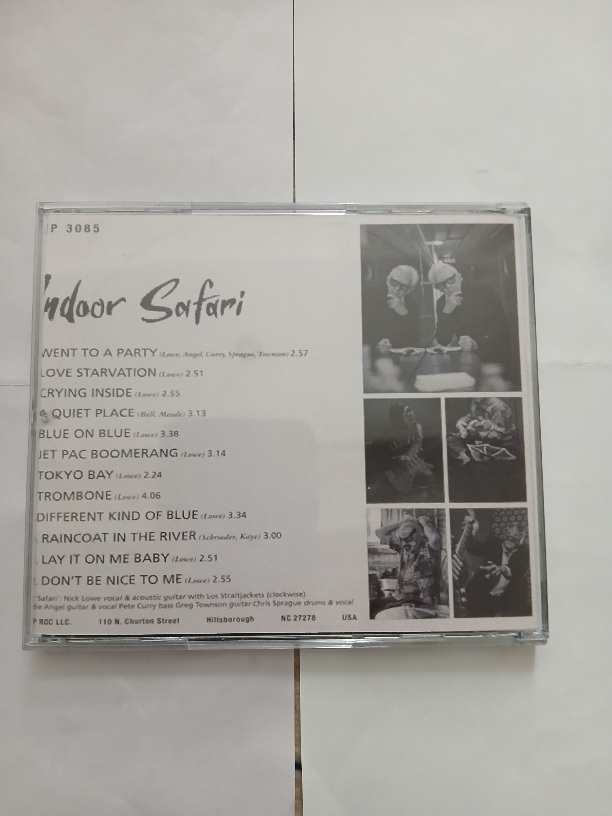 P 3085
Indoor Safari
WENT TO A PARTY (Lowe, Angel, Curry, Sprague, Townson) 2.57
LOVE STARVATION (Lowe) 2.51
CRYING INSIDE (Lowe) 2.55
A QUIET PLACE (Bell, Meade) 3.13
BLUE ON BLUE (Lowe) 3.38
JET PAC BOOMERANG (Lowe) 3.14
TOKYO BAY (Lowe) 2.24
TROMBONE (Lowe) 4.06
DIFFERENT KIND OF BLUE (Lowe) 3.34
RAINCOAT IN THE RIVER (Schroeder, Kaye) 3.00
LAY IT ON ME BABY (Lowe) 2.51
DON'T BE NICE TO ME (Lowe) 2.55
Safari": Nick Lowe vocal & acoustic guitar with Los Straitjackets (clockwise)
die Angel guitar & vocal Pete Curry bass Greg Townson guitar Chris Sprague drums & vocal
P ROC LLC. 110 N. Churton Street Hillsborough NC 27278 USA